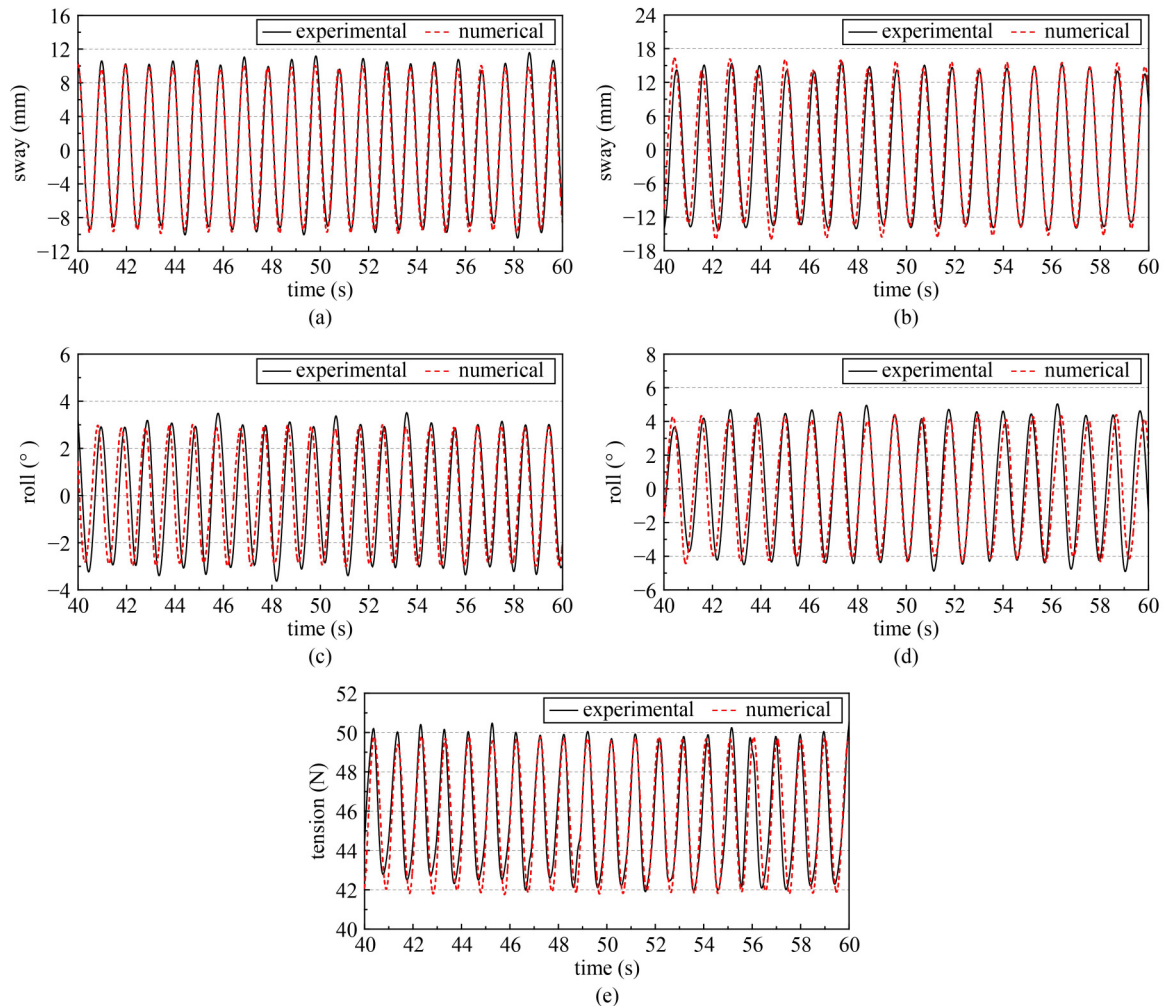 experimental numerical
16
12
8
4
0
−4
−8
−12
sway (mm)
40 42 44 46 48 50 52 54 56 58 60
time (s)
(a)
experimental numerical
24
18
12
6
0
−6
−12
−18
sway (mm)
40 42 44 46 48 50 52 54 56 58 60
time (s)
(b)
experimental numerical
6
4
2
0
−2
−4
roll (°)
40 42 44 46 48 50 52 54 56 58 60
time (s)
(c)
experimental numerical
8
6
4
2
0
−2
−4
−6
roll (°)
40 42 44 46 48 50 52 54 56 58 60
time (s)
(d)
experimental numerical
52
50
48
46
44
42
40
tension (N)
40 42 44 46 48 50 52 54 56 58 60
time (s)
(e)